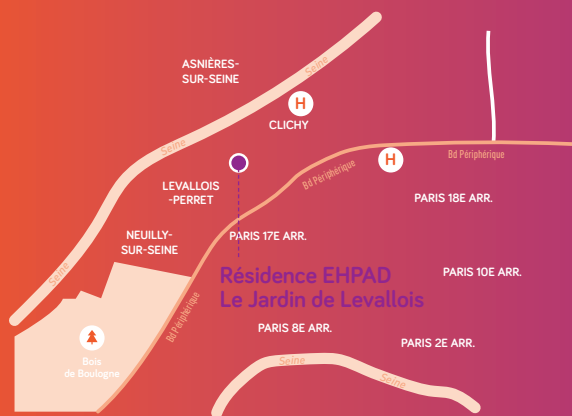 ASNIÈRES-
SUR-SEINE
Seine
H
CLICHY
Seine
Bd Périphérique
H
Bd Périphérique
LEVALLOIS
-PERRET
PARIS 18E ARR.
NEUILLY-
SUR-SEINE
PARIS 17E ARR.
Seine
Résidence EHPAD
Le Jardin de Levallois
PARIS 10E ARR.
Bd Périphérique
PARIS 8E ARR.
PARIS 2E ARR.
Bois
de Boulogne
Seine
Seine